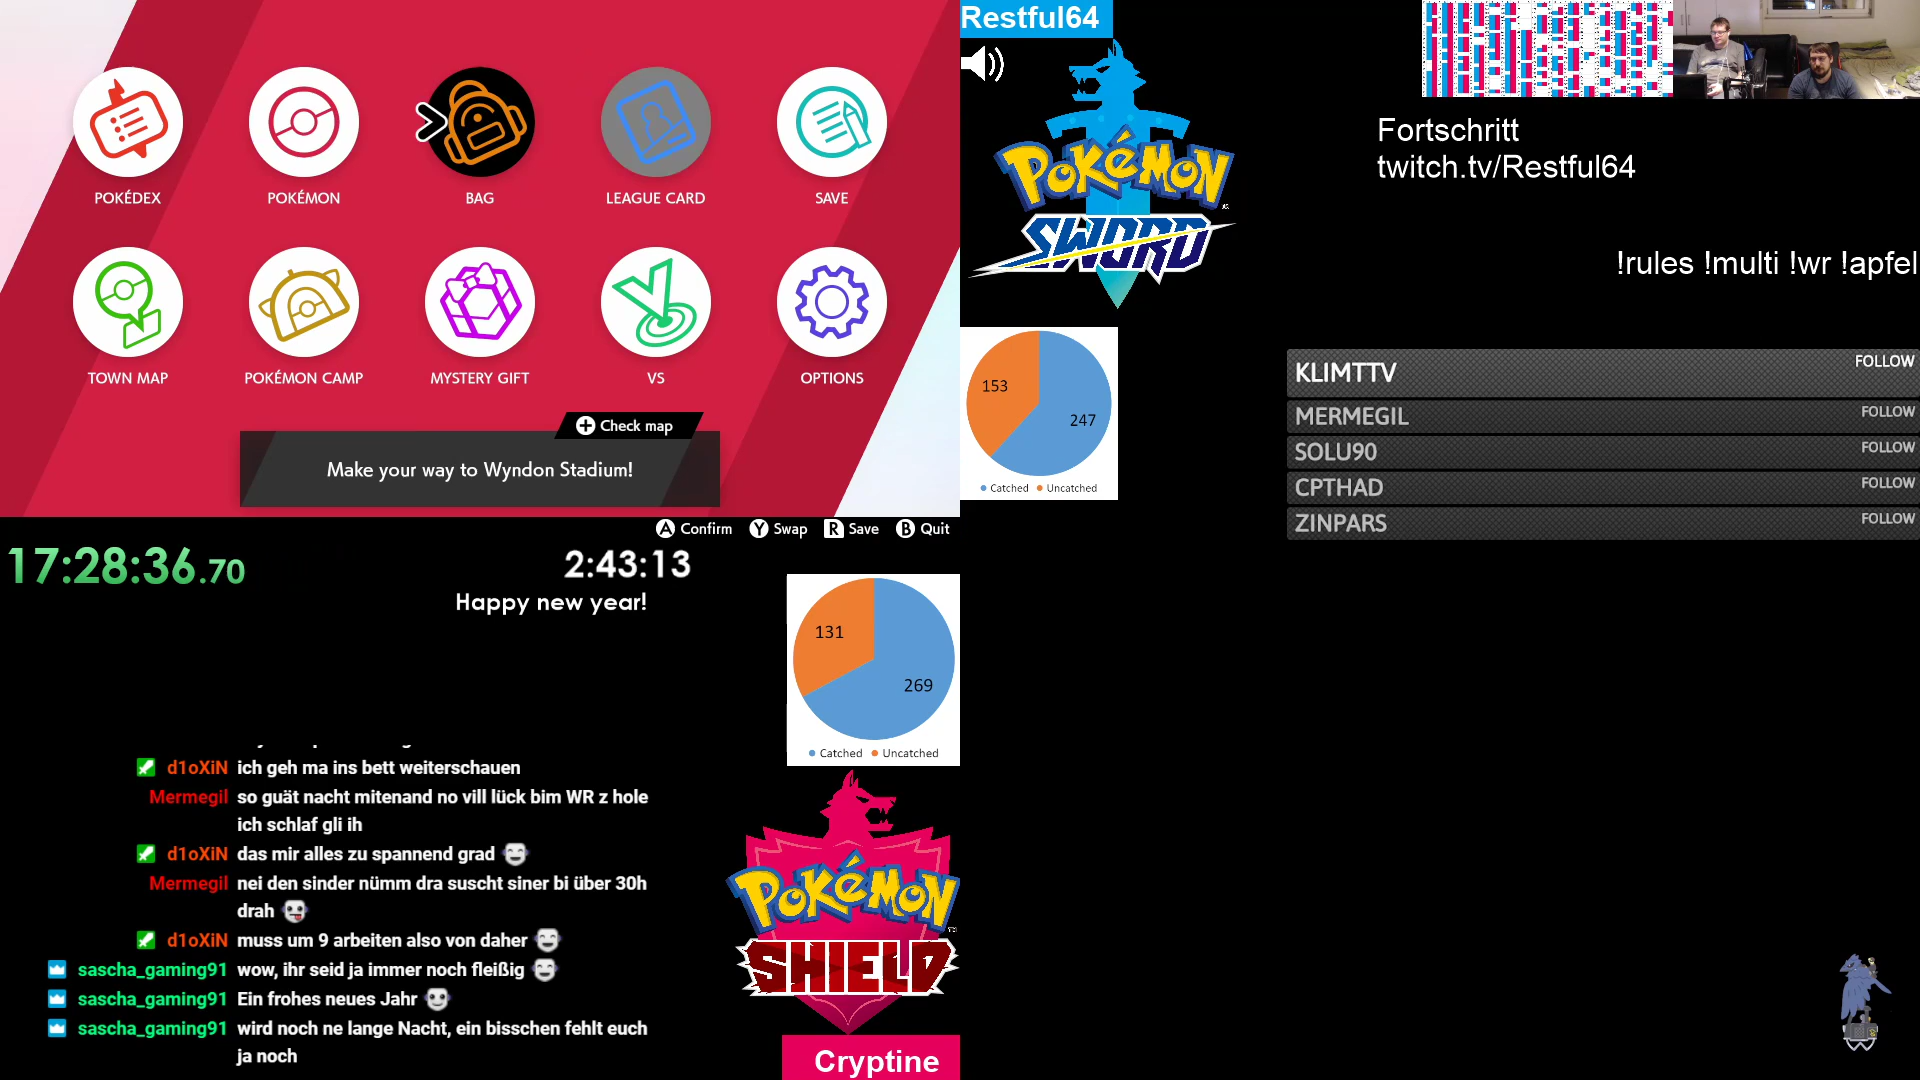 POKÉDEX
POKÉMON
BAG
LEAGUE CARD
SAVE
TOWN MAP
POKÉMON CAMP
MYSTERY GIFT
VS
OPTIONS
Check map
Make your way to Wyndon Stadium!
A Confirm Y Swap R Save B Quit
17:28:36.70
2:43:13
Happy new year!
131
269
Catched Uncatched
d1oXiN ich geh ma ins bett weiterschauen
Mermegil so guät nacht mitenand no vill lück bim WR z hole
ich schlaf gli ih
d1oXiN das mir alles zu spannend grad
Mermegil nei den sinder nümm dra suscht siner bi über 30h
drah
d1oXiN muss um 9 arbeiten also von daher
sascha_gaming91 wow, ihr seid ja immer noch fleißig
sascha_gaming91 Ein frohes neues Jahr
sascha_gaming91 wird noch ne lange Nacht, ein bisschen fehlt euch
ja noch
POKéMON
SHIELD
Cryptine
Restful64
POKéMON
SWORD
153
247
Catched Uncatched
Fortschritt
twitch.tv/Restful64
!rules !multi !wr !apfel
KLIMTTV FOLLOW
MERMEGIL FOLLOW
SOLU90 FOLLOW
CPTHAD FOLLOW
ZINPARS FOLLOW